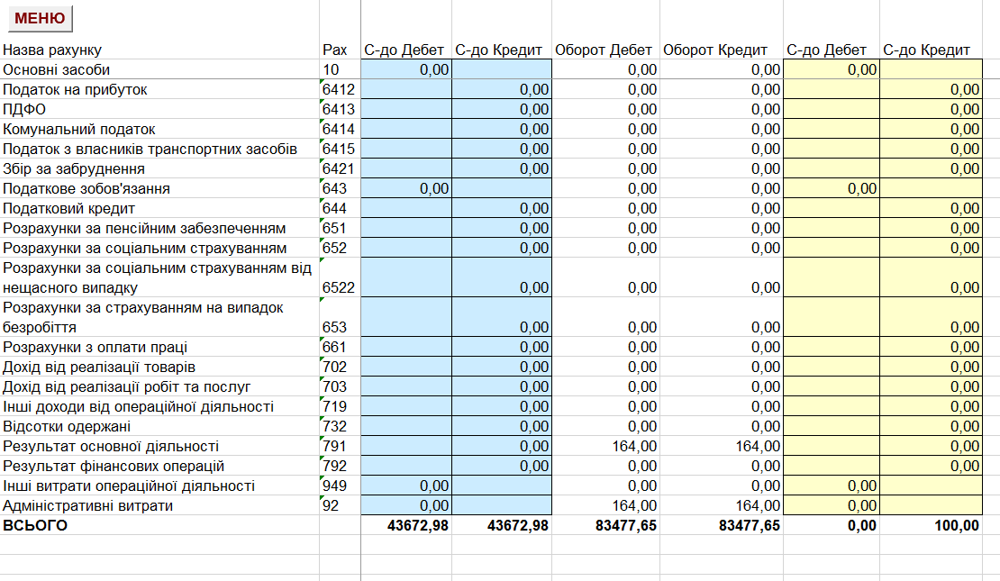 МЕНЮ
Назва рахунку Рах С-до Дебет С-до Кредит Оборот Дебет Оборот Кредит С-до Дебет С-до Кредит
Основні засоби 10 0,00 0,00 0,00 0,00
Податок на прибуток 6412 0,00 0,00 0,00 0,00
ПДФО 6413 0,00 0,00 0,00 0,00
Комунальний податок 6414 0,00 0,00 0,00 0,00
Податок з власників транспортних засобів 6415 0,00 0,00 0,00 0,00
Збір за забруднення 6421 0,00 0,00 0,00 0,00
Податкове зобов'язання 643 0,00 0,00 0,00 0,00
Податковий кредит 644 0,00 0,00 0,00 0,00
Розрахунки за пенсійним забезпеченням 651 0,00 0,00 0,00 0,00
Розрахунки за соціальним страхуванням 652 0,00 0,00 0,00 0,00
Розрахунки за соціальним страхуванням від
нещасного випадку 6522 0,00 0,00 0,00 0,00
Розрахунки за страхуванням на випадок
безробіття 653 0,00 0,00 0,00 0,00
Розрахунки з оплати праці 661 0,00 0,00 0,00 0,00
Дохід від реалізації товарів 702 0,00 0,00 0,00 0,00
Дохід від реалізації робіт та послуг 703 0,00 0,00 0,00 0,00
Інші доходи від операційної діяльності 719 0,00 0,00 0,00 0,00
Відсотки одержані 732 0,00 0,00 0,00 0,00
Результат основної діяльності 791 0,00 164,00 164,00 0,00
Результат фінансових операцій 792 0,00 0,00 0,00 0,00
Інші витрати операційної діяльності 949 0,00 0,00 0,00 0,00
Адміністративні витрати 92 0,00 164,00 164,00 0,00
ВСЬОГО 43672,98 43672,98 83477,65 83477,65 0,00 100,00